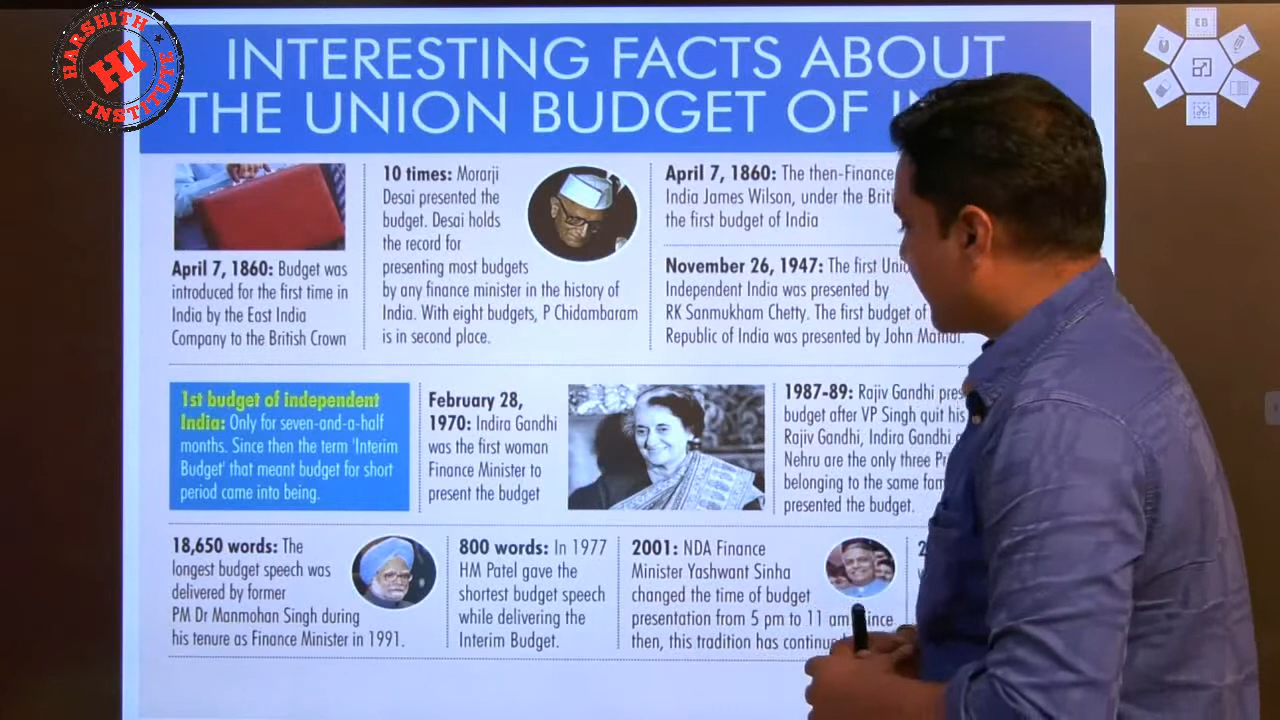 HARSHITH
HI
INSTITUTE
EB
INTERESTING FACTS ABOUT
THE UNION BUDGET OF
April 7, 1860: Budget was
introduced for the first time in
India by the East India
Company to the British Crown
10 times: Morarji
Desai presented the
budget. Desai holds
the record for
presenting most budgets
by any finance minister in the history of
India. With eight budgets, P Chidambaram
is in second place.
April 7, 1860: The then-Finance
India James Wilson, under the
the first budget of India
November 26, 1947: The first
Independent India was presented by
RK Sanmukham Chetty. The first budget of
Republic of India was presented by John Mathai.
1st budget of independent
India: Only for seven-and-a-half
months. Since then the term 'Interim
Budget' that meant budget for short
period came into being.
February 28,
1970: Indira Gandhi
was the first woman
Finance Minister to
present the budget
1987-89: Rajiv Gandhi
budget after VP Singh quit his
Rajiv Gandhi, Indira Gandhi
Nehru are the only three
belonging to the same
presented the budget.
18,650 words: The
longest budget speech was
delivered by former
PM Dr Manmohan Singh during
his tenure as Finance Minister in 1991.
800 words: In 1977
HM Patel gave the
shortest budget speech
while delivering the
Interim Budget.
2001: NDA Finance
Minister Yashwant Sinha
changed the time of budget
presentation from 5 pm to 11 am. Since
then, this tradition has